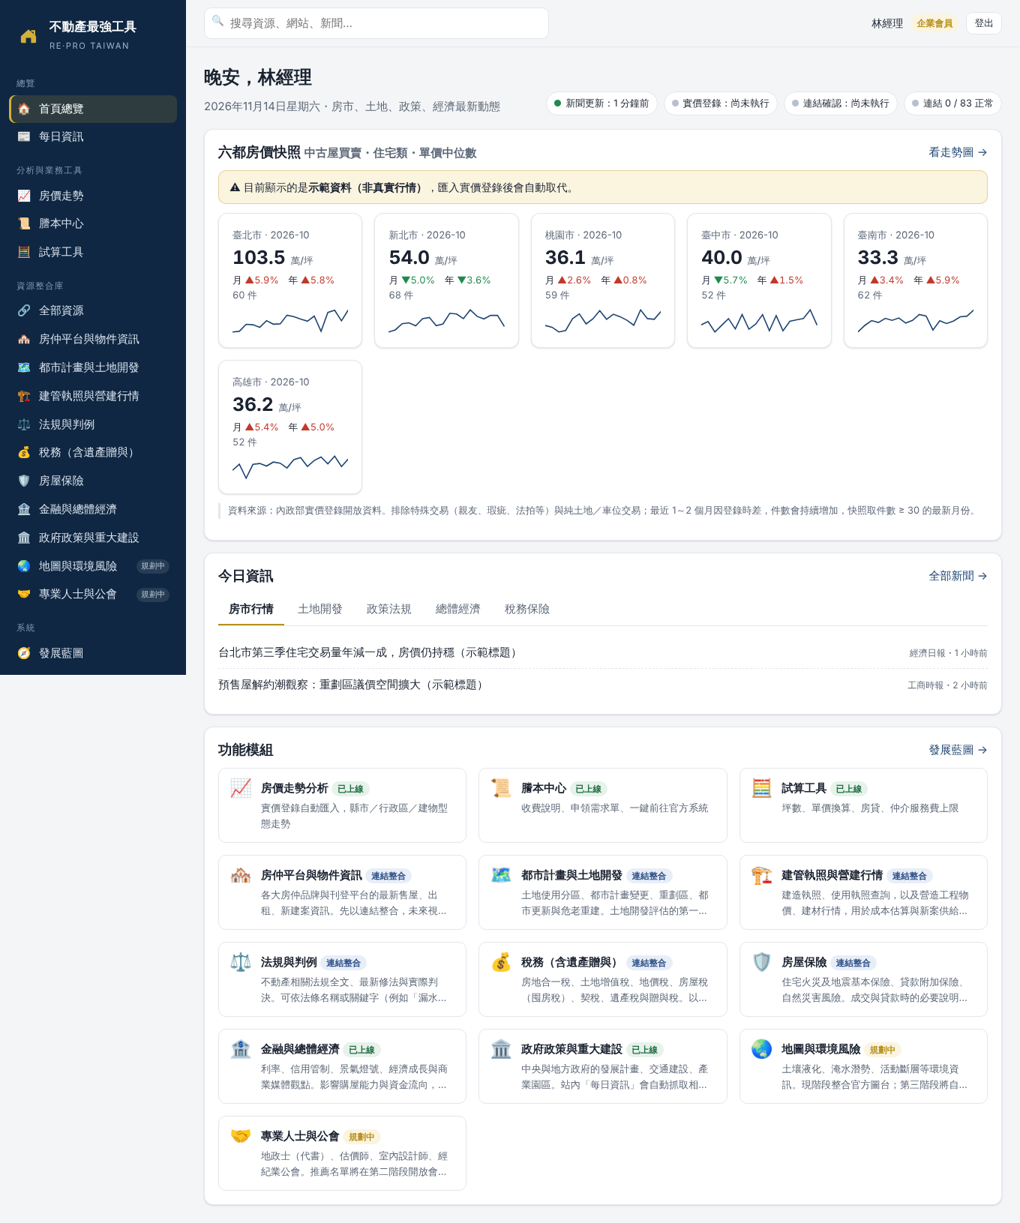 不動產最強工具
RE-PRO TAIWAN
總覽
首頁總覽
每日資訊
分析與業務工具
房價走勢
謄本中心
試算工具
資源整合庫
全部資源
房仲平台與物件資訊
都市計畫與土地開發
建管執照與營建行情
法規與判例
稅務（含遺產贈與）
房屋保險
金融與總體經濟
政府政策與重大建設
地圖與環境風險 規劃中
專業人士與公會 規劃中
系統
發展藍圖
搜尋資源、網站、新聞...
林經理 企業會員 登出
晚安，林經理
2026年11月14日星期六・房市、土地、政策、經濟最新動態
新聞更新：1 分鐘前
實價登錄：尚未執行
連結確認：尚未執行
連結 0 / 83 正常
六都房價快照 中古屋買賣・住宅類・單價中位數
看走勢圖 →
⚠ 目前顯示的是示範資料（非真實行情），匯入實價登錄後會自動取代。
臺北市 · 2026-10
103.5 萬/坪
月 ▲5.9% 年 ▲5.8%
60 件
新北市 · 2026-10
54.0 萬/坪
月 ▼5.0% 年 ▼3.6%
68 件
桃園市 · 2026-10
36.1 萬/坪
月 ▲2.6% 年 ▲0.8%
59 件
臺中市 · 2026-10
40.0 萬/坪
月 ▼5.7% 年 ▲1.5%
52 件
臺南市 · 2026-10
33.3 萬/坪
月 ▲3.4% 年 ▲5.9%
62 件
高雄市 · 2026-10
36.2 萬/坪
月 ▲5.4% 年 ▲5.0%
52 件
資料來源：內政部實價登錄開放資料。排除特殊交易（親友、瑕疵、法拍等）與純土地／車位交易；最近 1～2 個月因登錄時差，件數會持續增加，快照取件數 ≥ 30 的最新月份。
今日資訊
全部新聞 →
房市行情 土地開發 政策法規 總體經濟 稅務保險
台北市第三季住宅交易量年減一成，房價仍持穩（示範標題）
經濟日報・1 小時前
預售屋解約潮觀察：重劃區議價空間擴大（示範標題）
工商時報・2 小時前
功能模組
發展藍圖 →
房價走勢分析 已上線
實價登錄自動匯入，縣市／行政區／建物型
態走勢
謄本中心 已上線
收費說明、申領需求單、一鍵前往官方系統
試算工具 已上線
坪數、單價換算、房貸、仲介服務費上限
房仲平台與物件資訊 連結整合
各大房仲品牌與刊登平台的最新售屋、出
租、新建案資訊。先以連結整合，未來視...
都市計畫與土地開發 連結整合
土地使用分區、都市計畫變更、重劃區、都
市更新與危老重建。土地開發評估的第一...
建管執照與營建行情 連結整合
建造執照、使用執照查詢，以及營造工程物
價、建材行情，用於成本估算與新案供給...
法規與判例 連結整合
不動產相關法規全文、最新修法與實際判
決。可依法條名稱或關鍵字（例如「漏水...
稅務（含遺產贈與） 連結整合
房地合一稅、土地增值稅、地價稅、房屋稅
（囤房稅）、契稅、遺產稅與贈與稅。以...
房屋保險 連結整合
住宅火災及地震基本保險、貸款附加保險、
自然災害風險。成交與貸款時的必要說明...
金融與總體經濟 已上線
利率、信用管制、景氣燈號、經濟成長與商
業媒體觀點。影響購屋能力與資金流向，...
政府政策與重大建設 已上線
中央與地方政府的發展計畫、交通建設、產
業園區。站內「每日資訊」會自動抓取相...
地圖與環境風險 規劃中
土壤液化、淹水潛勢、活動斷層等環境資
訊。現階段整合官方圖台；第三階段將自...
專業人士與公會 規劃中
地政士（代書）、估價師、室內設計師、經
紀業公會。推薦名單將在第二階段開放會...